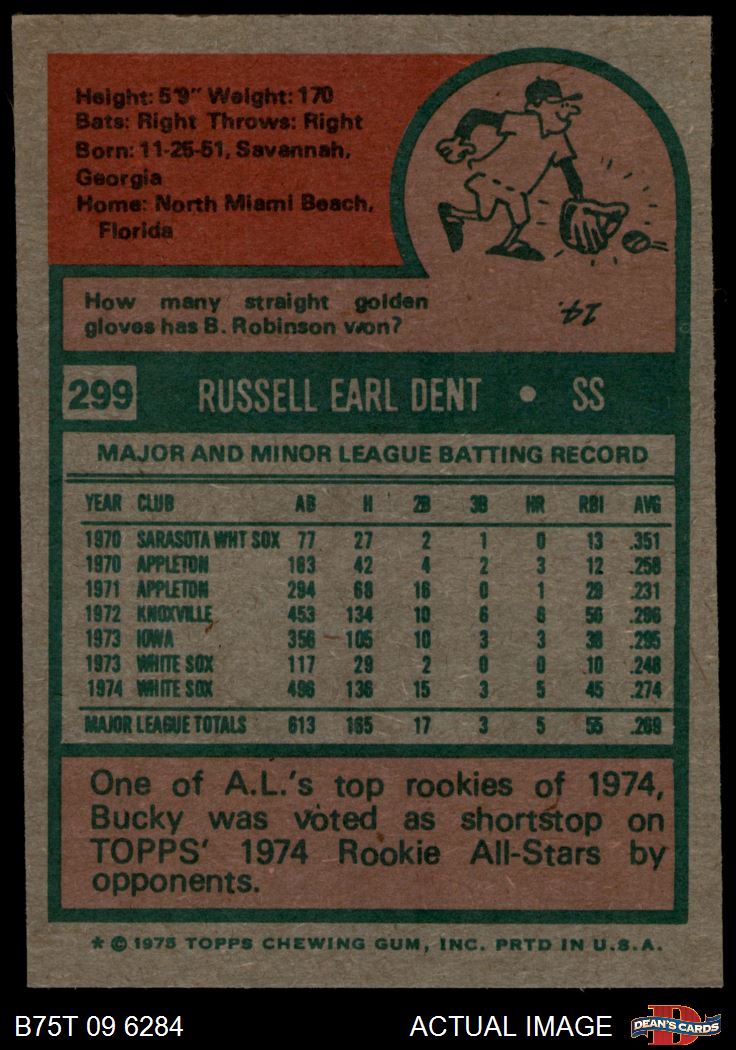 Height: 5'9" Weight: 170
Bats: Right Throws: Right
Born: 11-25-51, Savannah,
Georgia
Home: North Miami Beach,
Florida
How many straight golden
gloves has B. Robinson won?
14.
299 RUSSELL EARL DENT • SS
MAJOR AND MINOR LEAGUE BATTING RECORD
YEAR CLUB AB H 2B 3B HR RBI AVG
1970 SARASOTA WHT SOX 77 27 2 1 0 13 .351
1970 APPLETON 163 42 4 2 3 12 .258
1971 APPLETON 294 68 16 0 1 29 .231
1972 KNOXVILLE 453 134 10 6 6 56 .296
1973 IOWA 356 105 10 3 3 38 .295
1973 WHITE SOX 117 29 2 0 0 10 .248
1974 WHITE SOX 496 136 15 3 5 45 .274
MAJOR LEAGUE TOTALS 613 165 17 3 5 55 .269
One of A.L.'s top rookies of 1974,
Bucky was voted as shortstop on
TOPPS' 1974 Rookie All-Stars by
opponents.
* © 1975 TOPPS CHEWING GUM, INC. PRTD IN U.S.A.
B75T 09 6284 ACTUAL IMAGE DEAN'S CARDS